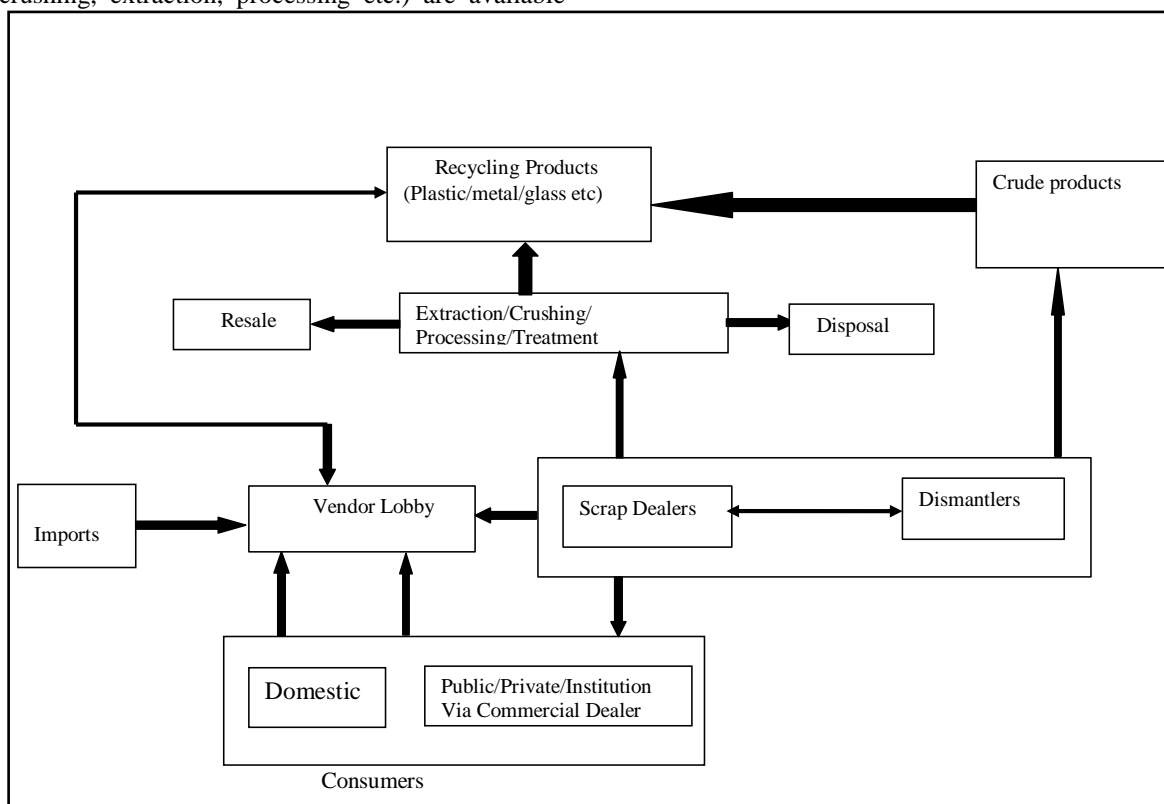 crushing, extraction, processing etc.) are available
Recycling Products
(Plastic/metal/glass etc)
Crude products
Resale
Extraction/Crushing/
Processing/Treatment
Disposal
Vendor Lobby
Scrap Dealers
Dismantlers
Imports
Domestic
Public/Private/Institution
Via Commercial Dealer
Consumers